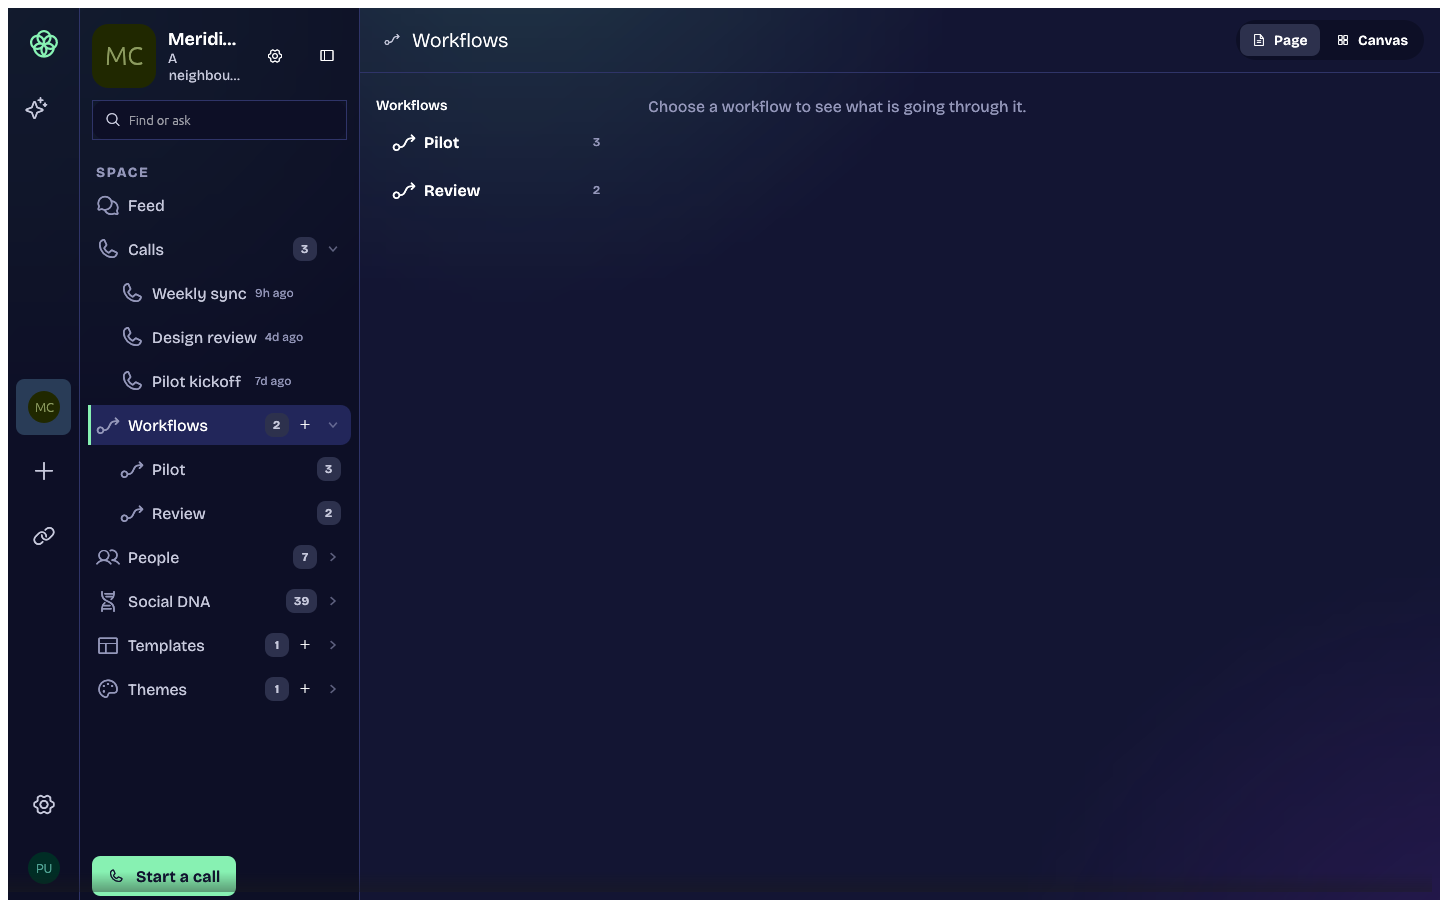 MC
Meridi...
A
neighbou...
Find or ask
SPACE
Feed
Calls 3
Weekly sync 9h ago
Design review 4d ago
Pilot kickoff 7d ago
MC
Workflows 2
Pilot 3
Review 2
People 7
Social DNA 39
Templates 1
Themes 1
PU
Start a call
Workflows
Page
Canvas
Workflows
Pilot 3
Review 2
Choose a workflow to see what is going through it.